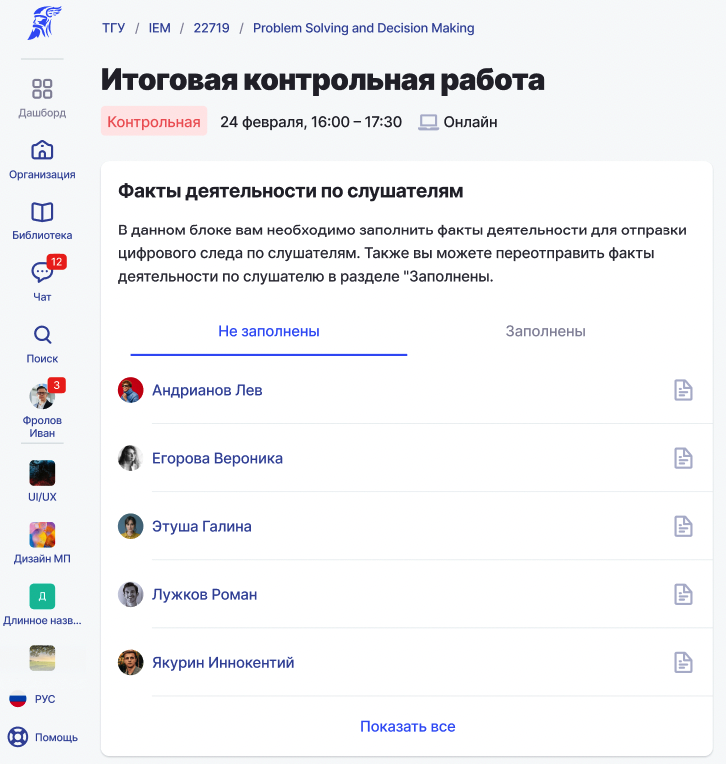 ТГУ / IEM / 22719 / Problem Solving and Decision Making
Итоговая контрольная работа
Контрольная 24 февраля, 16:00 – 17:30 Онлайн
Дашборд
Организация
Библиотека
12
Чат
Поиск
3
Фролов
Иван
UI/UX
Дизайн МП
Д
Длинное назв...
РУС
Помощь
Факты деятельности по слушателям
В данном блоке вам необходимо заполнить факты деятельности для отправки
цифрового следа по слушателям. Также вы можете переотправить факты
деятельности по слушателю в разделе "Заполнены.
Не заполнены Заполнены
Андрианов Лев
Егорова Вероника
Этуша Галина
Лужков Роман
Якурин Иннокентий
Показать все